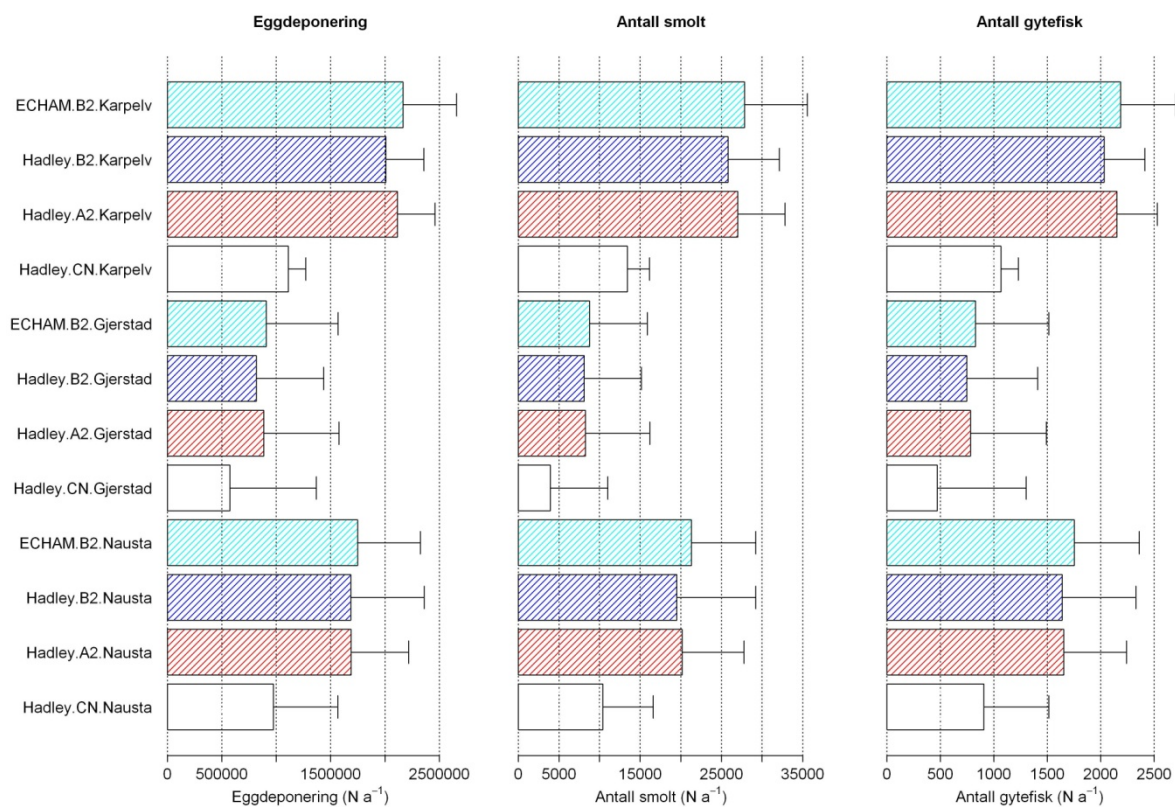 Eggdeponering
Antall smolt
Antall gytefisk
ECHAM.B2.Karpelv
Hadley.B2.Karpelv
Hadley.A2.Karpelv
Hadley.CN.Karpelv
ECHAM.B2.Gjerstad
Hadley.B2.Gjerstad
Hadley.A2.Gjerstad
Hadley.CN.Gjerstad
ECHAM.B2.Nausta
Hadley.B2.Nausta
Hadley.A2.Nausta
Hadley.CN.Nausta
0 500000 1500000 2500000
Eggdeponering (N a⁻¹)
0 5000 15000 25000 35000
Antall smolt (N a⁻¹)
0 500 1000 1500 2000 2500
Antall gytefisk (N a⁻¹)